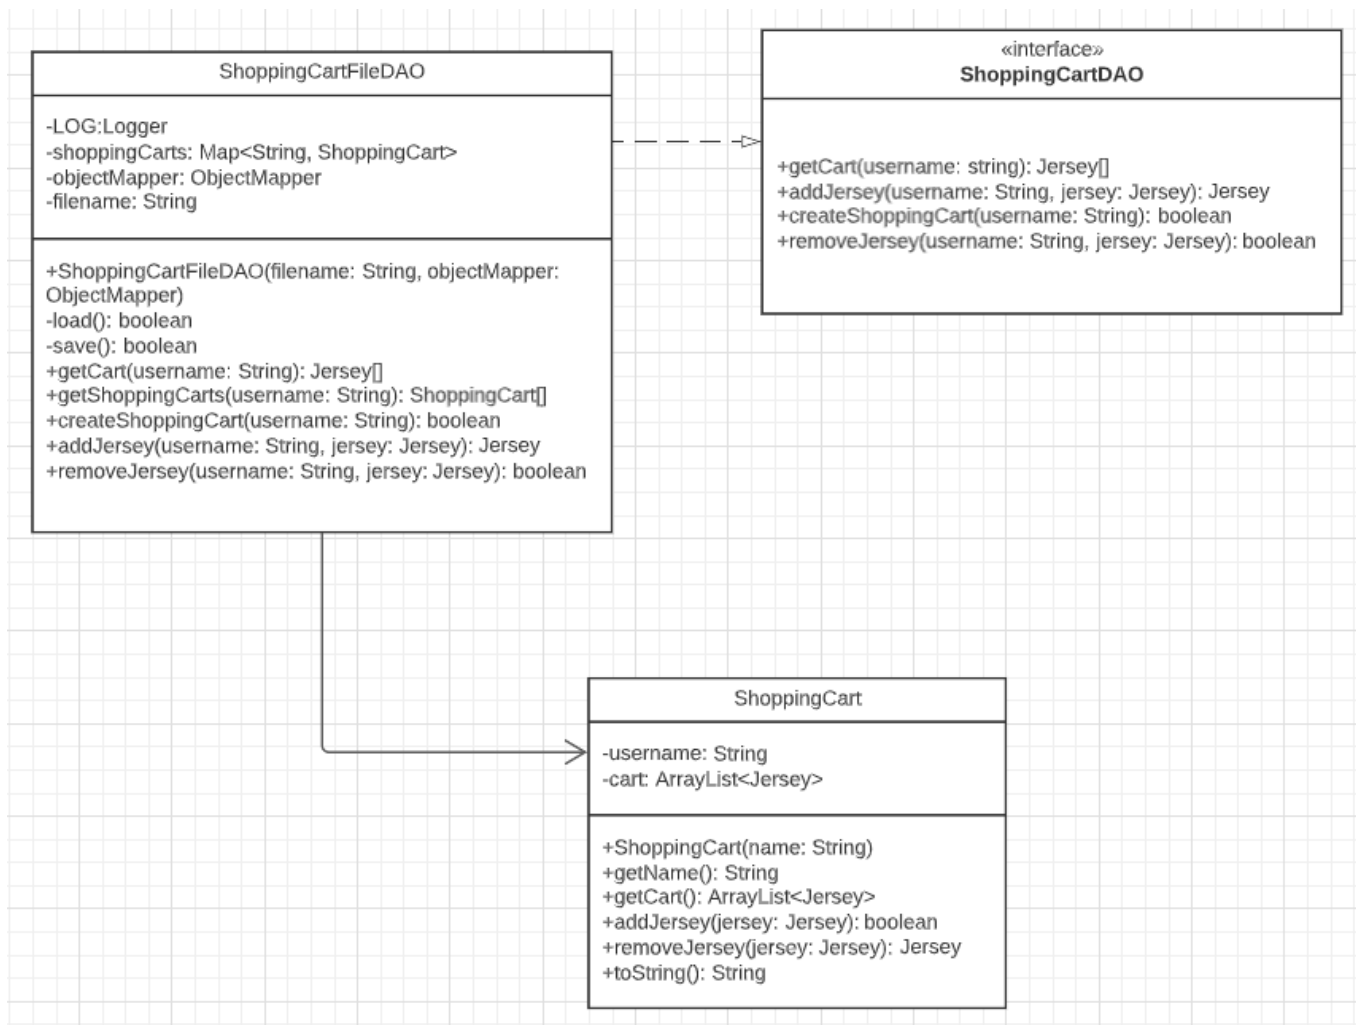 ShoppingCartFileDAO
-LOG:Logger
-shoppingCarts: Map<String, ShoppingCart>
-objectMapper: ObjectMapper
-filename: String
+ShoppingCartFileDAO(filename: String, objectMapper:
ObjectMapper)
-load(): boolean
-save(): boolean
+getCart(username: String): Jersey[]
+getShoppingCarts(username: String): ShoppingCart[]
+createShoppingCart(username: String): boolean
+addJersey(username: String, jersey: Jersey): Jersey
+removeJersey(username: String, jersey: Jersey): boolean
«interface»
ShoppingCartDAO
+getCart(username: string): Jersey[]
+addJersey(username: String, jersey: Jersey): Jersey
+createShoppingCart(username: String): boolean
+removeJersey(username: String, jersey: Jersey): boolean
ShoppingCart
-username: String
-cart: ArrayList<Jersey>
+ShoppingCart(name: String)
+getName(): String
+getCart(): ArrayList<Jersey>
+addJersey(jersey: Jersey): boolean
+removeJersey(jersey: Jersey): Jersey
+toString(): String